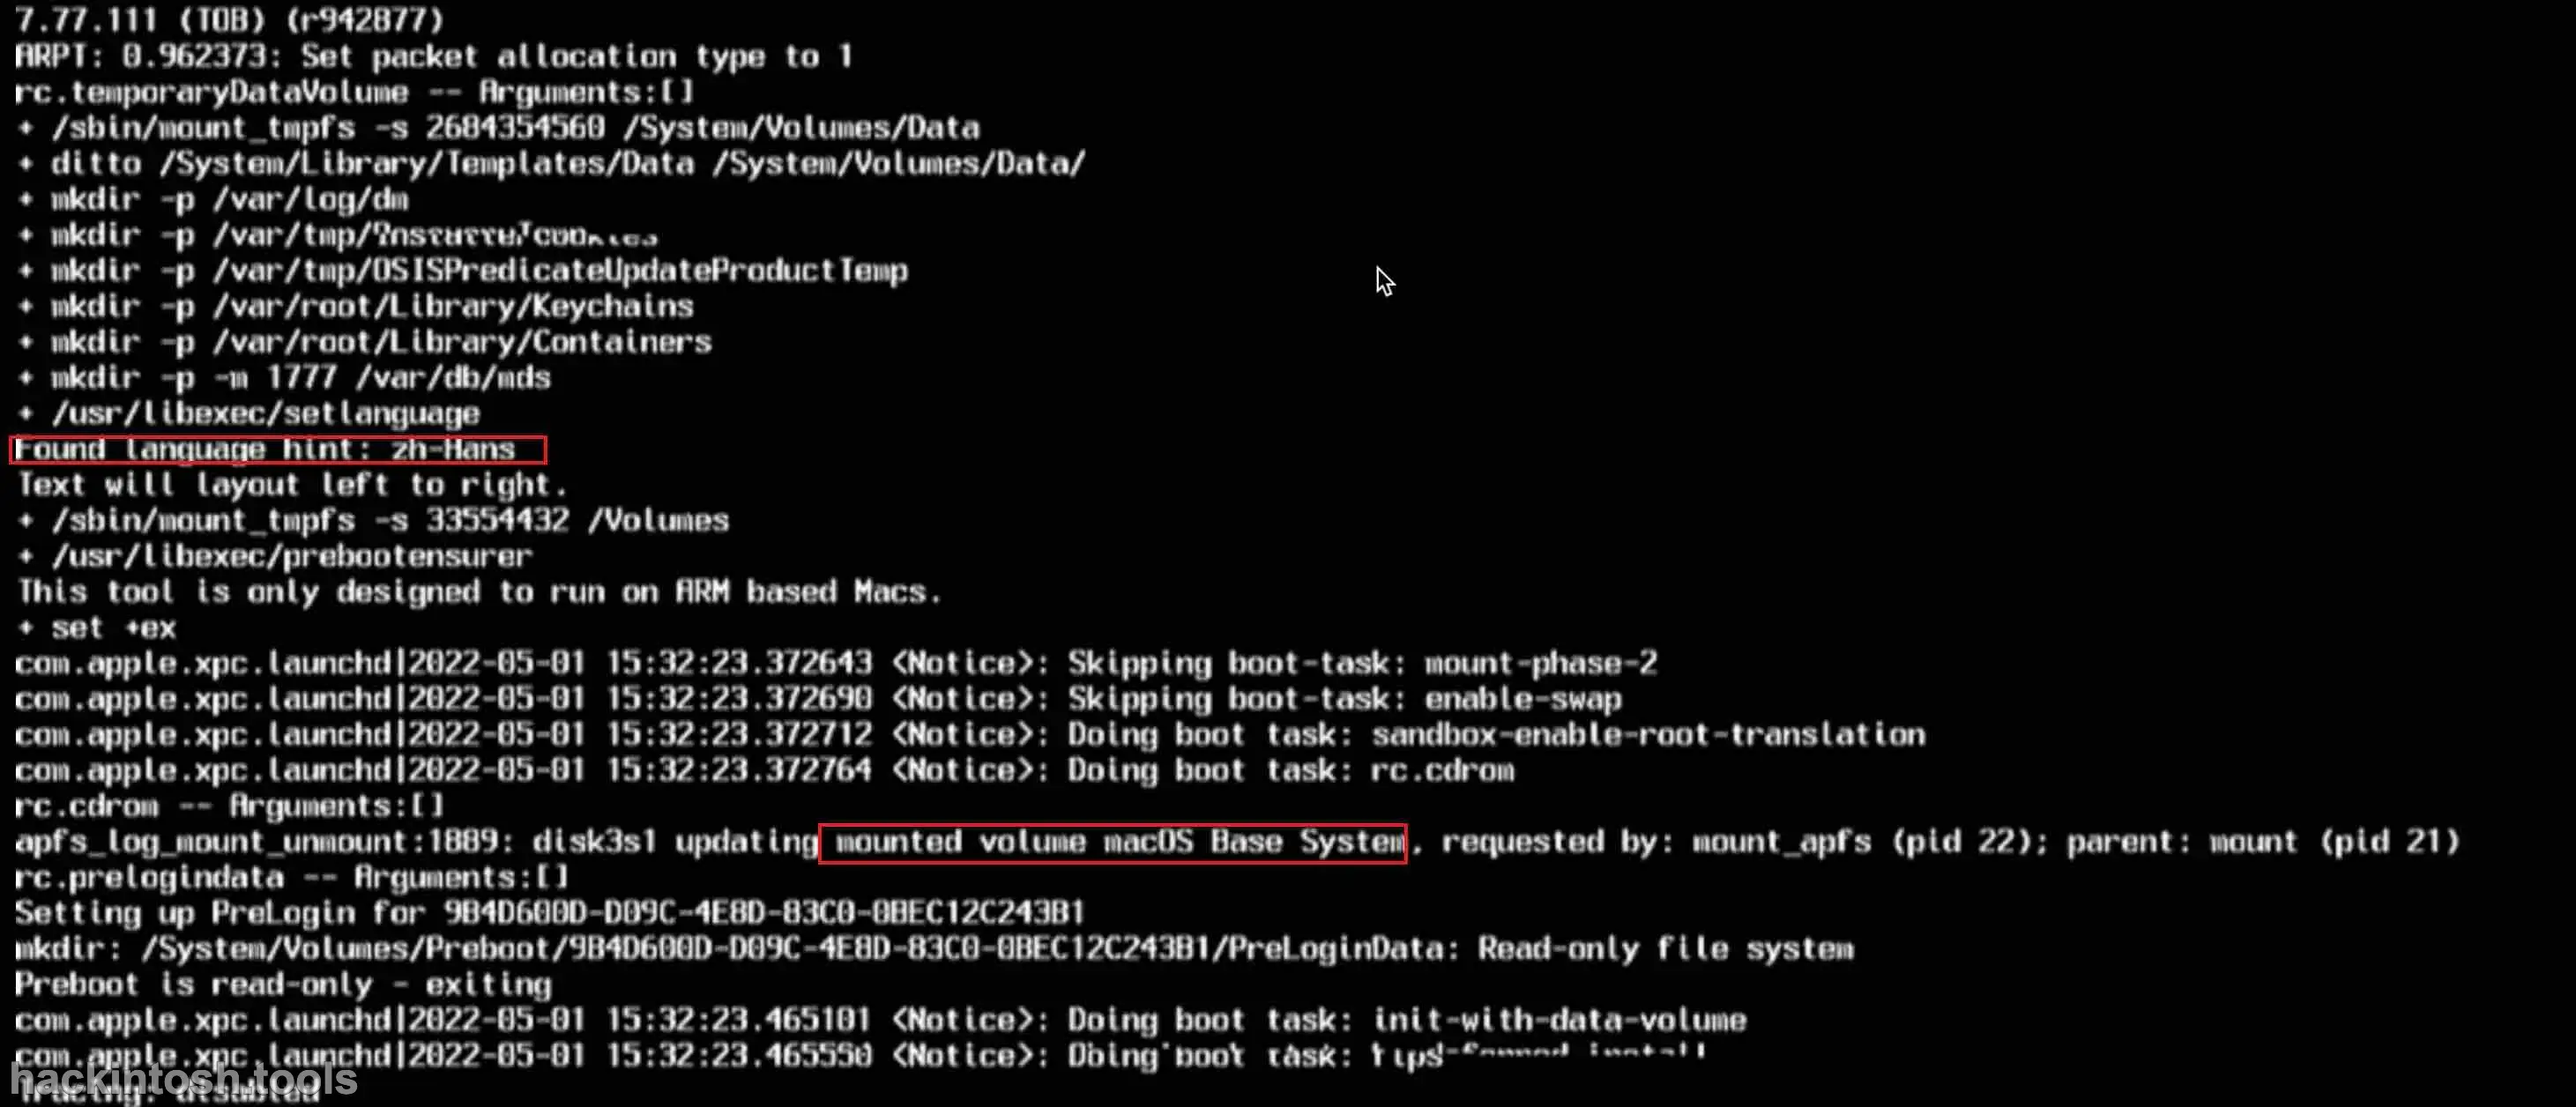 7.77.111 (TOB) (r942877)
ARPT: 0.962373: Set packet allocation type to 1
rc.temporaryDataVolume -- Arguments:[]
+ /sbin/mount_tmpfs -s 2684354560 /System/Volumes/Data
+ ditto /System/Library/Templates/Data /System/Volumes/Data/
+ mkdir -p /var/log/dm
+ mkdir -p
+ mkdir -p /var/tmp/OSISPredicateUpdateProductTemp
+ mkdir -p /var/root/Library/Keychains
+ mkdir -p /var/root/Library/Containers
+ mkdir -p -m 1777 /var/db/mds
+ /usr/libexec/setlanguage
Found language hint: zh-Hans
Text will layout left to right.
+ /sbin/mount_tmpfs -s 33554432 /Volumes
+ /usr/libexec/prebootensurer
This tool is only designed to run on ARM based Macs.
+ set +ex
com.apple.xpc.launchd|2022-05-01 15:32:23.372643 <Notice>: Skipping boot-task: mount-phase-2
com.apple.xpc.launchd|2022-05-01 15:32:23.372690 <Notice>: Skipping boot-task: enable-swap
com.apple.xpc.launchd|2022-05-01 15:32:23.372712 <Notice>: Doing boot task: sandbox-enable-root-translation
com.apple.xpc.launchd|2022-05-01 15:32:23.372764 <Notice>: Doing boot task: rc.cdrom
rc.cdrom -- Arguments:[]
apfs_log_mount_unmount:1889: disk3s1 updating mounted volume macOS Base System, requested by: mount_apfs (pid 22); parent: mount (pid 21)
rc.prelogindata -- Arguments:[]
Setting up PreLogin for 9B4D600D-D09C-4E8D-83C0-0BEC12C243B1
mkdir: /System/Volumes/Preboot/9B4D600D-D09C-4E8D-83C0-0BEC12C243B1/PreLoginData: Read-only file system
Preboot is read-only - exiting
com.apple.xpc.launchd|2022-05-01 15:32:23.465101 <Notice>: Doing boot task: init-with-data-volume
com.apple.xpc.launchd|2022-05-01 15:32:23.465550 <Notice>: Doing boot task:
hackintosh.tools